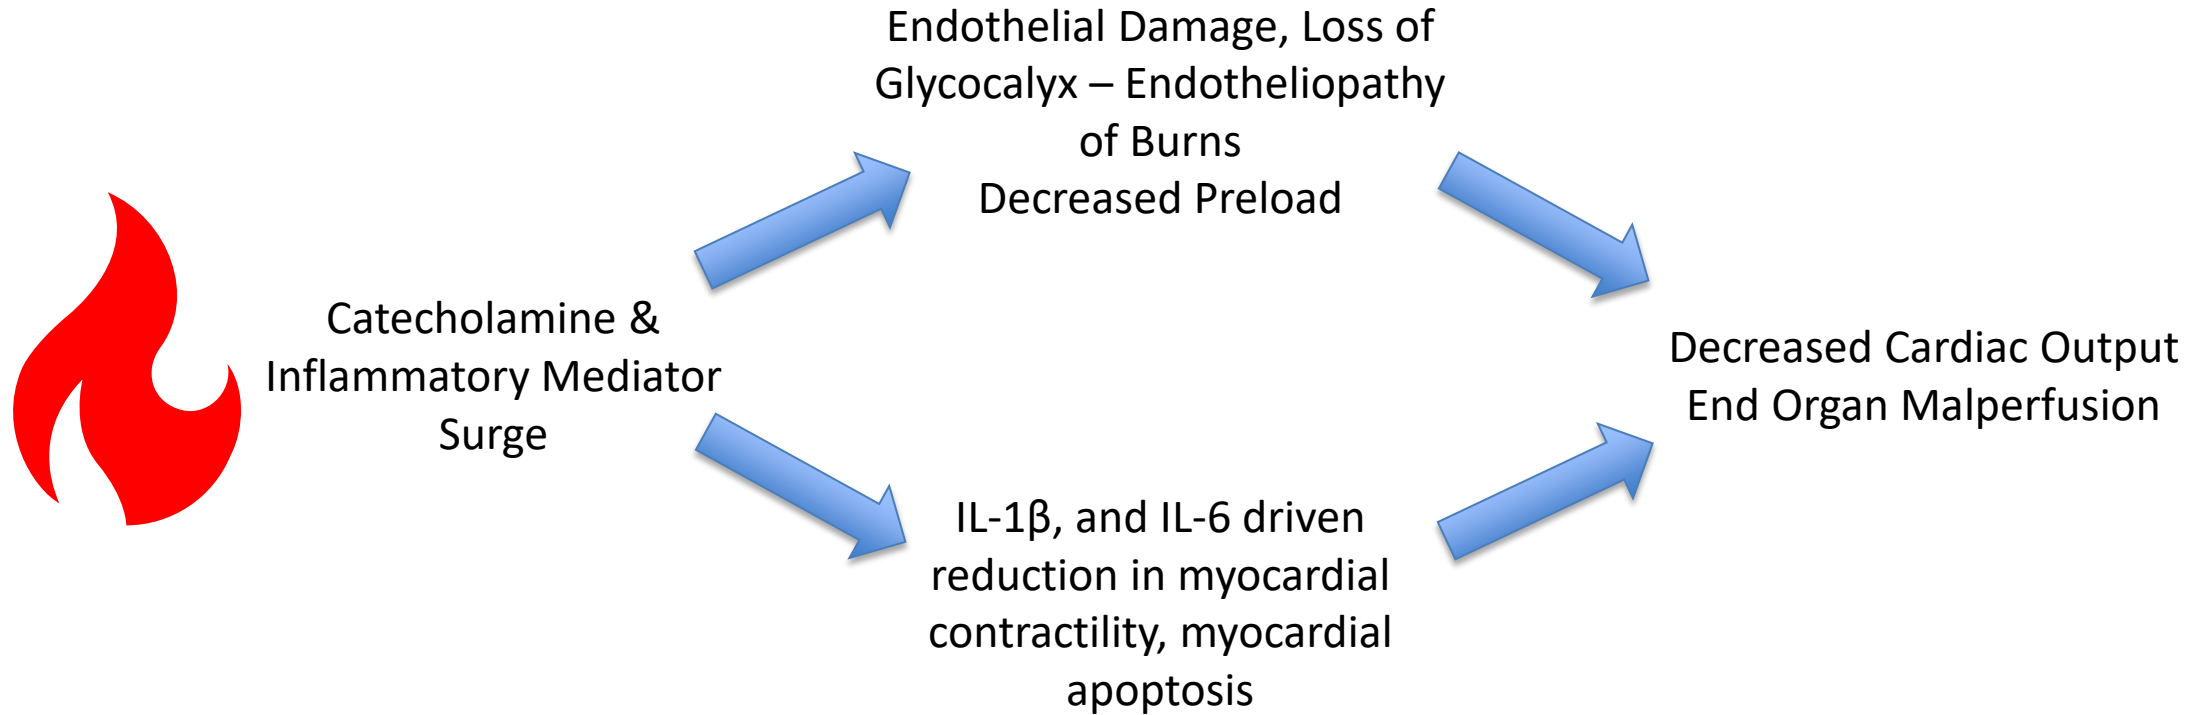 Endothelial Damage, Loss of
Glycocalyx – Endotheliopathy
of Burns
Decreased Preload
Catecholamine &
Inflammatory Mediator
Surge
Decreased Cardiac Output
End Organ Malperfusion
IL-1β, and IL-6 driven
reduction in myocardial
contractility, myocardial
apoptosis